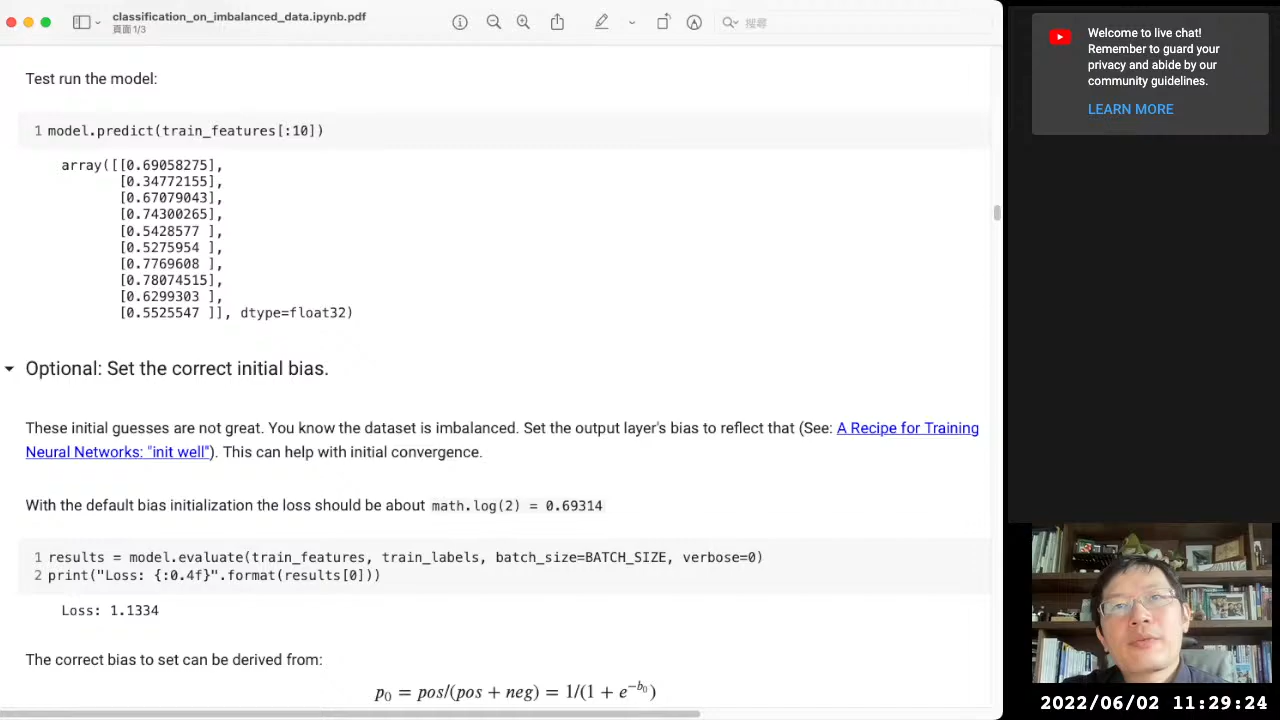 classification_on_imbalanced_data.ipynb.pdf
頁面 1/3
搜尋
Test run the model:
1 model.predict(train_features[:10])
array([[0.69058275],
[0.34772155],
[0.67079043],
[0.74300265],
[0.5428577 ],
[0.5275954 ],
[0.7769608 ],
[0.78074515],
[0.6299303 ],
[0.5525547 ]], dtype=float32)
Optional: Set the correct initial bias.
These initial guesses are not great. You know the dataset is imbalanced. Set the output layer's bias to reflect that (See: A Recipe for Training
Neural Networks: "init well"). This can help with initial convergence.
With the default bias initialization the loss should be about math.log(2) = 0.69314
1 results = model.evaluate(train_features, train_labels, batch_size=BATCH_SIZE, verbose=0)
2 print("Loss: {:0.4f}".format(results[0]))
Loss: 1.1334
The correct bias to set can be derived from:
p₀ = pos/(pos + neg) = 1/(1 + e^(−b₀))
Welcome to live chat!
Remember to guard your
privacy and abide by our
community guidelines.
LEARN MORE
2022/06/02 11:29:24